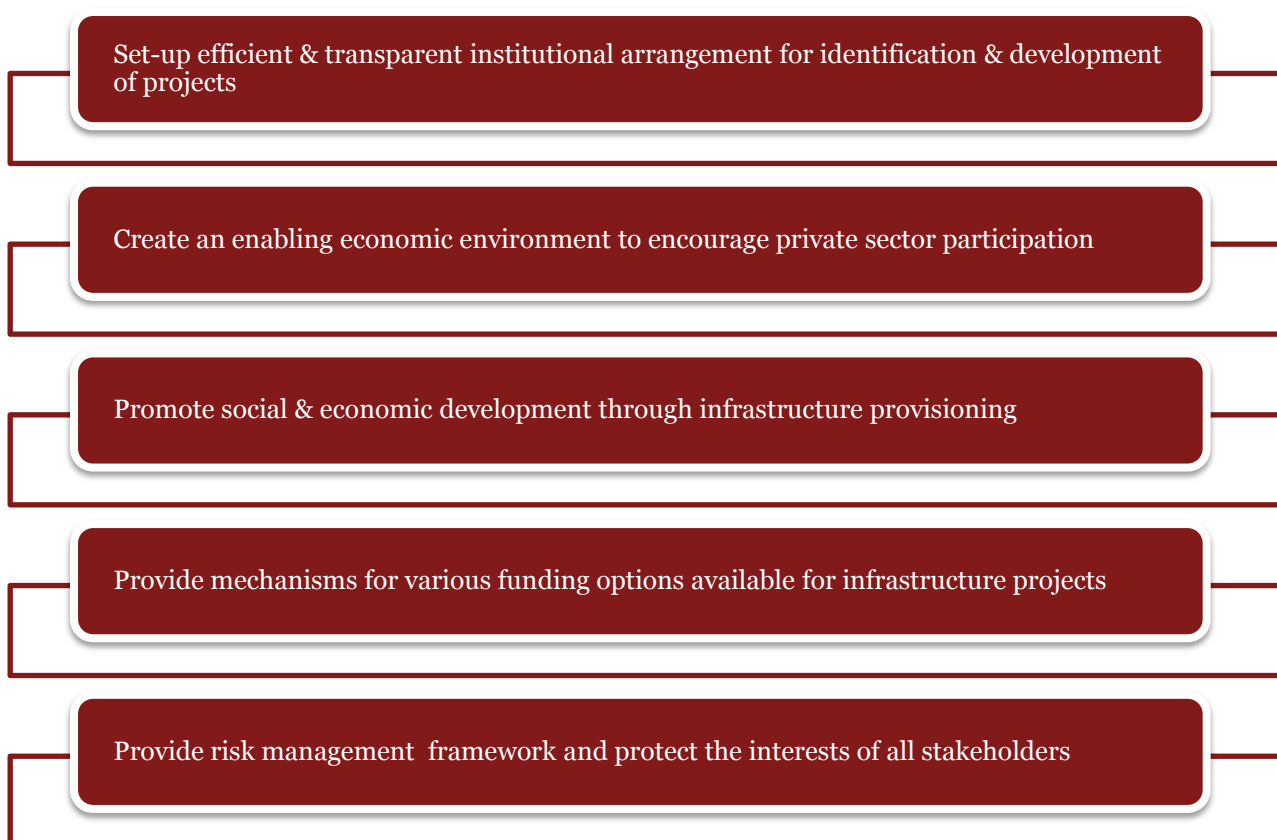 Set-up efficient & transparent institutional arrangement for identification & development
of projects
Create an enabling economic environment to encourage private sector participation
Promote social & economic development through infrastructure provisioning
Provide mechanisms for various funding options available for infrastructure projects
Provide risk management  framework and protect the interests of all stakeholders